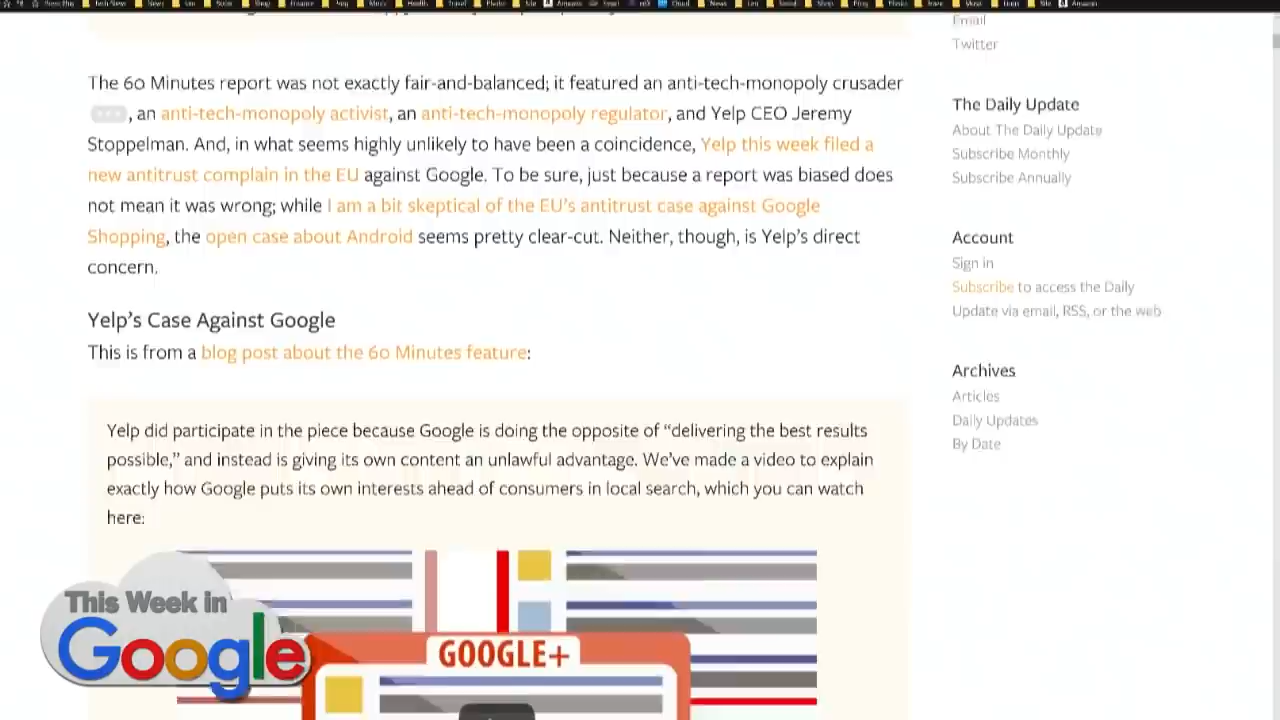 The 60 Minutes report was not exactly fair-and-balanced; it featured an anti-tech-monopoly crusader
, an anti-tech-monopoly activist, an anti-tech-monopoly regulator, and Yelp CEO Jeremy
Stoppelman. And, in what seems highly unlikely to have been a coincidence, Yelp this week filed a
new antitrust complain in the EU against Google. To be sure, just because a report was biased does
not mean it was wrong; while I am a bit skeptical of the EU's antitrust case against Google
Shopping, the open case about Android seems pretty clear-cut. Neither, though, is Yelp's direct
concern.
Yelp's Case Against Google
This is from a blog post about the 60 Minutes feature:
Yelp did participate in the piece because Google is doing the opposite of “delivering the best results
possible,” and instead is giving its own content an unlawful advantage. We've made a video to explain
exactly how Google puts its own interests ahead of consumers in local search, which you can watch
here:
GOOGLE+
This Week in
Google
Email
Twitter
The Daily Update
About The Daily Update
Subscribe Monthly
Subscribe Annually
Account
Sign in
Subscribe to access the Daily
Update via email, RSS, or the web
Archives
Articles
Daily Updates
By Date